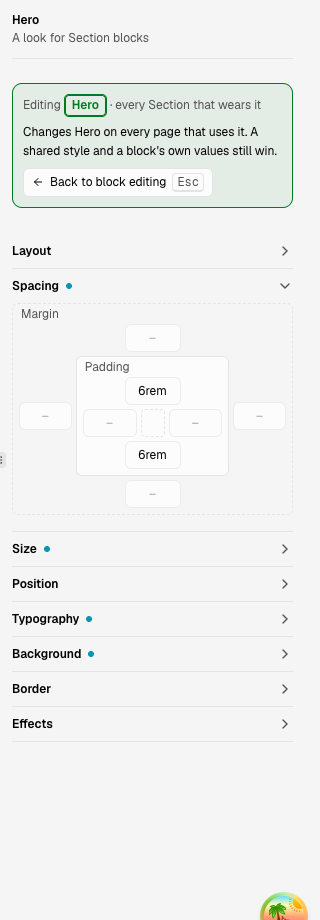 Hero
A look for Section blocks
Editing Hero · every Section that wears it
Changes Hero on every page that uses it. A
shared style and a block's own values still win.
← Back to block editing Esc
Layout
Spacing
Margin
–
Padding
6rem
– – – –
6rem
–
Size
Position
Typography
Background
Border
Effects